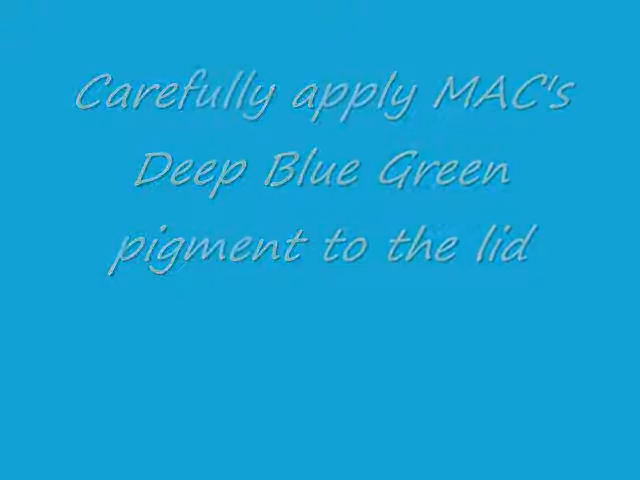 Carefully apply MAC's
Deep Blue Green
pigment to the lid